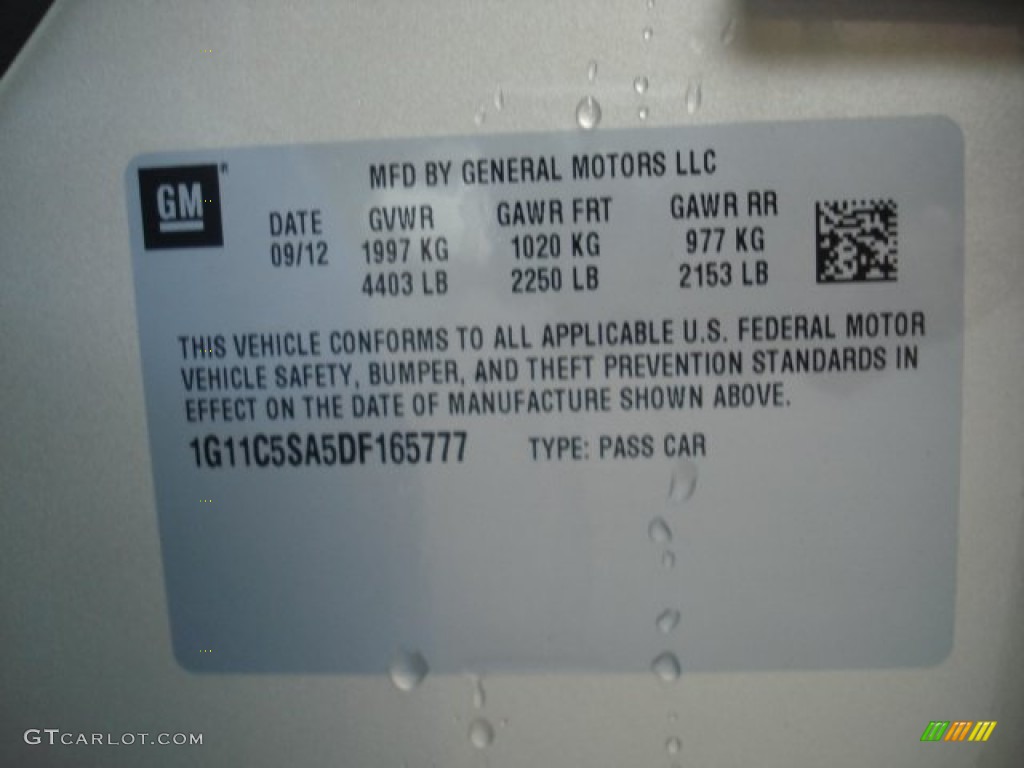 GM®
MFD BY GENERAL MOTORS LLC
DATE GVWR GAWR FRT GAWR RR
09/12 1997 KG 1020 KG 977 KG
4403 LB 2250 LB 2153 LB
THIS VEHICLE CONFORMS TO ALL APPLICABLE U.S. FEDERAL MOTOR
VEHICLE SAFETY, BUMPER, AND THEFT PREVENTION STANDARDS IN
EFFECT ON THE DATE OF MANUFACTURE SHOWN ABOVE.
1G11C5SA5DF165777 TYPE: PASS CAR
GTCARLOT.COM